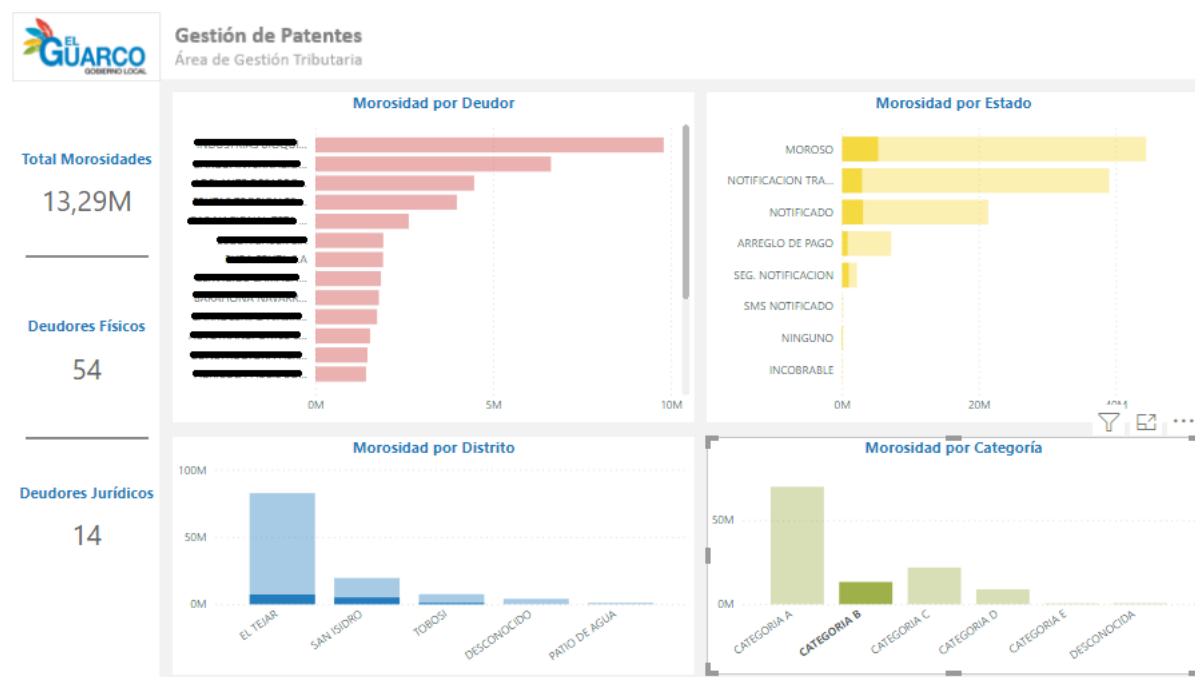 EL
GUARCO
GOBIERNO LOCAL
Gestión de Patentes
Área de Gestión Tributaria
Total Morosidades
13,29M
Deudores Físicos
54
Deudores Jurídicos
14
Morosidad por Deudor
0M 5M 10M
Morosidad por Estado
MOROSO
NOTIFICACION TRA...
NOTIFICADO
ARREGLO DE PAGO
SEG. NOTIFICACION
SMS NOTIFICADO
NINGUNO
INCOBRABLE
0M 20M 40M
Morosidad por Distrito
100M
50M
0M
EL TEJAR
SAN ISIDRO
TOBOSI
DESCONOCIDO
PATIO DE AGUA
Morosidad por Categoría
50M
0M
CATEGORIA A
CATEGORIA B
CATEGORIA C
CATEGORIA D
CATEGORIA E
DESCONOCIDA